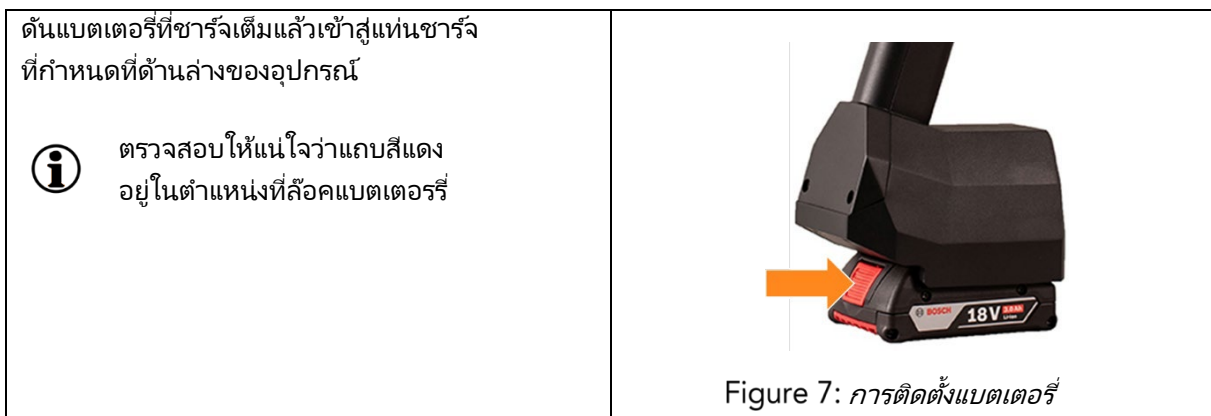 ดันแบตเตอรี่ที่ชาร์จเต็มแล้วเข้าสู่แท่นชาร์จ
ที่กำหนดที่ด้านล่างของอุปกรณ์
ตรวจสอบให้แน่ใจว่าแถบสีแดง
อยู่ในตำแหน่งที่ล๊อคแบตเตอรรี่
BOSCH 18V 3.0 Ah
Li-Ion
Figure 7: การติดตั้งแบตเตอรี่